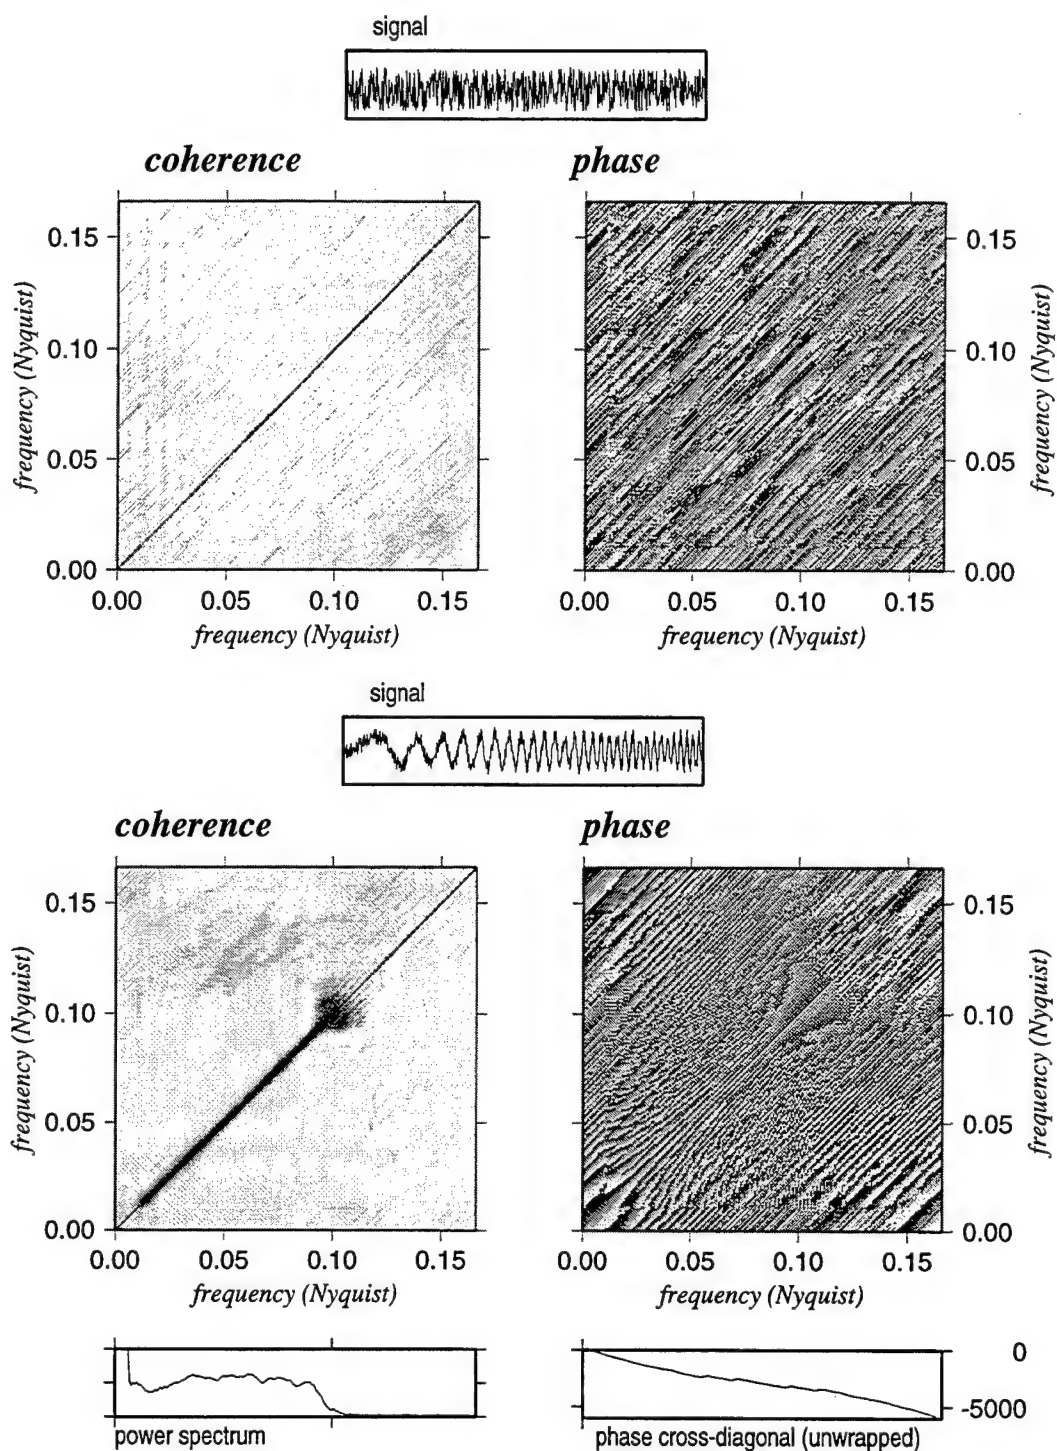 signal
coherence phase
0.15 0.15
0.10 0.10
0.05 0.05
0.00 0.00
frequency (Nyquist) frequency (Nyquist)
0.00 0.05 0.10 0.15 0.00 0.05 0.10 0.15
frequency (Nyquist) frequency (Nyquist)
signal
coherence phase
0.15 0.15
0.10 0.10
0.05 0.05
0.00 0.00
frequency (Nyquist) frequency (Nyquist)
0.00 0.05 0.10 0.15 0.00 0.05 0.10 0.15
frequency (Nyquist) frequency (Nyquist)
0
-5000
power spectrum phase cross-diagonal (unwrapped)